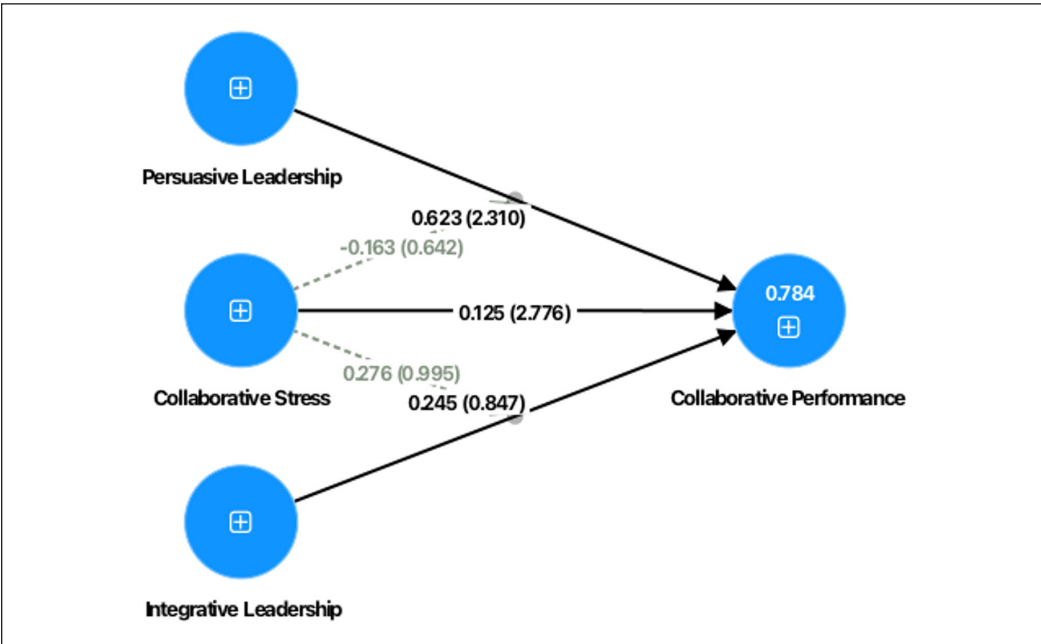 Persuasive Leadership
0.623 (2.310)
-0.163 (0.642)
0.784
0.125 (2.776)
0.276 (0.995)
Collaborative Stress
0.245 (0.847)
Collaborative Performance
Integrative Leadership